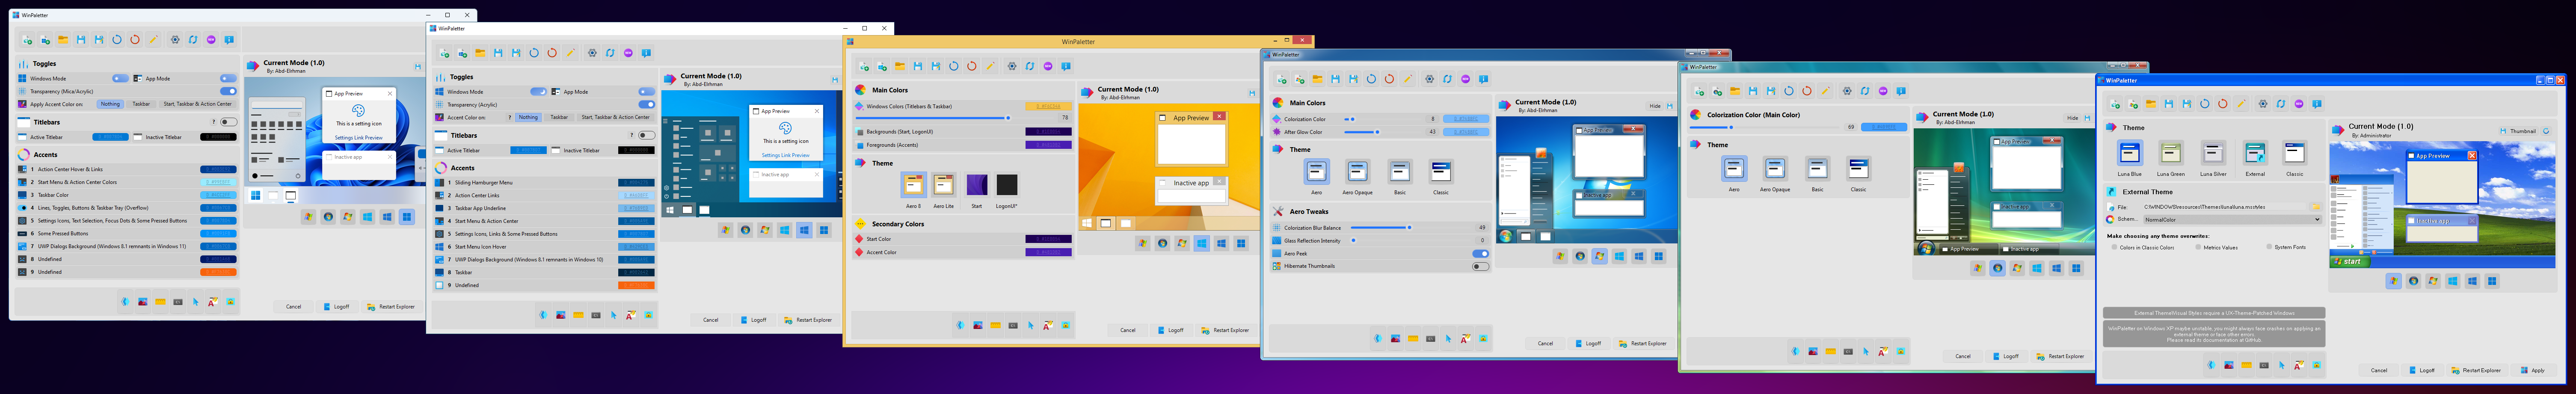 WinPaletter
Toggles
Windows Mode
App Mode
Transparency (Mica/Acrylic)
Apply Accent Color on:
Nothing
Taskbar
Start, Taskbar & Action Center
Titlebars
?
Active Titlebar
Inactive Titlebar
Accents
1 Action Center Hover & Links
2 Start Menu & Action Center Colors
3 Taskbar Color
4 Lines, Toggles, Buttons & Taskbar Tray (Overflow)
5 Settings Icons, Text Selection, Focus Dots & Some Pressed Buttons
6 Some Pressed Buttons
7 UWP Dialogs Background (Windows 8.1 remnants in Windows 11)
8 Undefined
9 Undefined
Current Mode (1.0)
By: Abd-Elrhman
App Preview
This is a setting icon
Settings Link Preview
Inactive app
Cancel
Logoff
Restart Explorer
WinPaletter
Toggles
Windows Mode
App Mode
Transparency (Acrylic)
Accent Color on:
?
Nothing
Taskbar
Start, Taskbar & Action Center
Titlebars
?
Active Titlebar
Inactive Titlebar
Accents
1 Sliding Hamburger Menu
2 Action Center Links
3 Taskbar App Underline
4 Start Menu & Action Center
5 Settings Icons, Links & Some Pressed Buttons
6 Start Menu Icon Hover
7 UWP Dialogs Background (Windows 8.1 remnants in Windows 10)
8 Taskbar
9 Undefined
Current Mode (1.0)
By: Abd-Elrhman
App Preview
This is a setting icon
Settings Link Preview
Inactive app
Cancel
Logoff
Restart Explorer
WinPaletter
Main Colors
Windows Colors (Titlebars & Taskbar)
78
Backgrounds (Start, LogonUI)
Foregrounds (Accents)
Theme
Aero 8
Aero Lite
Start
LogonUI*
Secondary Colors
Start Color
Accent Color
Current Mode (1.0)
By: Abd-Elrhman
App Preview
Inactive app
Cancel
Logoff
Restart Explorer
WinPaletter
Main Colors
Colorization Color
8
After Glow Color
43
Theme
Aero
Aero Opaque
Basic
Classic
Aero Tweaks
Colorization Blur Balance
49
Glass Reflection Intensity
0
Aero Peek
Hibernate Thumbnails
Current Mode (1.0)
By: Abd-Elrhman
Hide
App Preview
Inactive app
Cancel
Logoff
Restart Explorer
WinPaletter
Colorization Color (Main Color)
69
Theme
Aero
Aero Opaque
Basic
Classic
Current Mode (1.0)
By: Abd-Elrhman
Hide
App Preview
Inactive app
App Preview
Inactive app
Cancel
Logoff
Restart Explorer
WinPaletter
Theme
Luna Blue
Luna Green
Luna Silver
External
Classic
External Theme
File:
C:\WINDOWS\resources\Themes\luna\luna.msstyles
Schem...
NormalColor
Make choosing any theme overwrites:
Colors in Classic Colors
Metrics Values
System Fonts
External Theme\Visual Styles require a UX-Theme-Patched Windows
WinPaletter on Windows XP maybe unstable, you might always face crashes on applying an
external theme or face other errors.
Please read its documentation at GitHub.
Current Mode (1.0)
By: Administrator
Thumbnail
App Preview
Inactive app
start
Cancel
Logoff
Restart Explorer
Apply